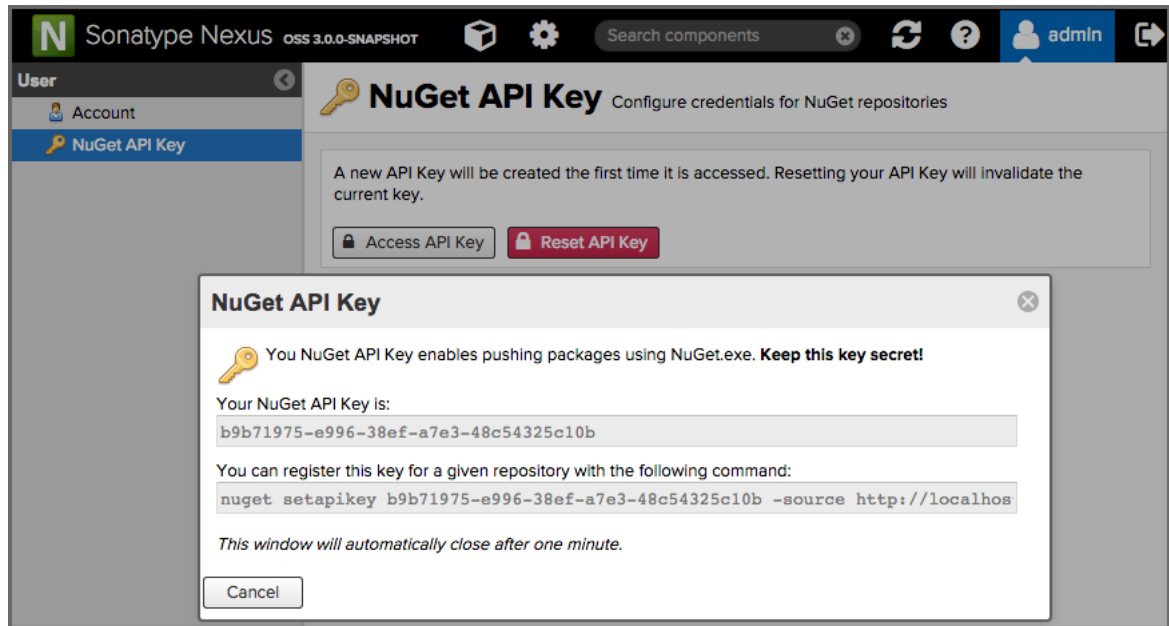 N Sonatype Nexus OSS 3.0.0-SNAPSHOT Search components admin
User
Account
NuGet API Key
NuGet API Key Configure credentials for NuGet repositories
A new API Key will be created the first time it is accessed. Resetting your API Key will invalidate the
current key.
Access API Key Reset API Key
NuGet API Key
You NuGet API Key enables pushing packages using NuGet.exe. Keep this key secret!
Your NuGet API Key is:
b9b71975-e996-38ef-a7e3-48c54325c10b
You can register this key for a given repository with the following command:
nuget setapikey b9b71975-e996-38ef-a7e3-48c54325c10b -source http://localhos
This window will automatically close after one minute.
Cancel